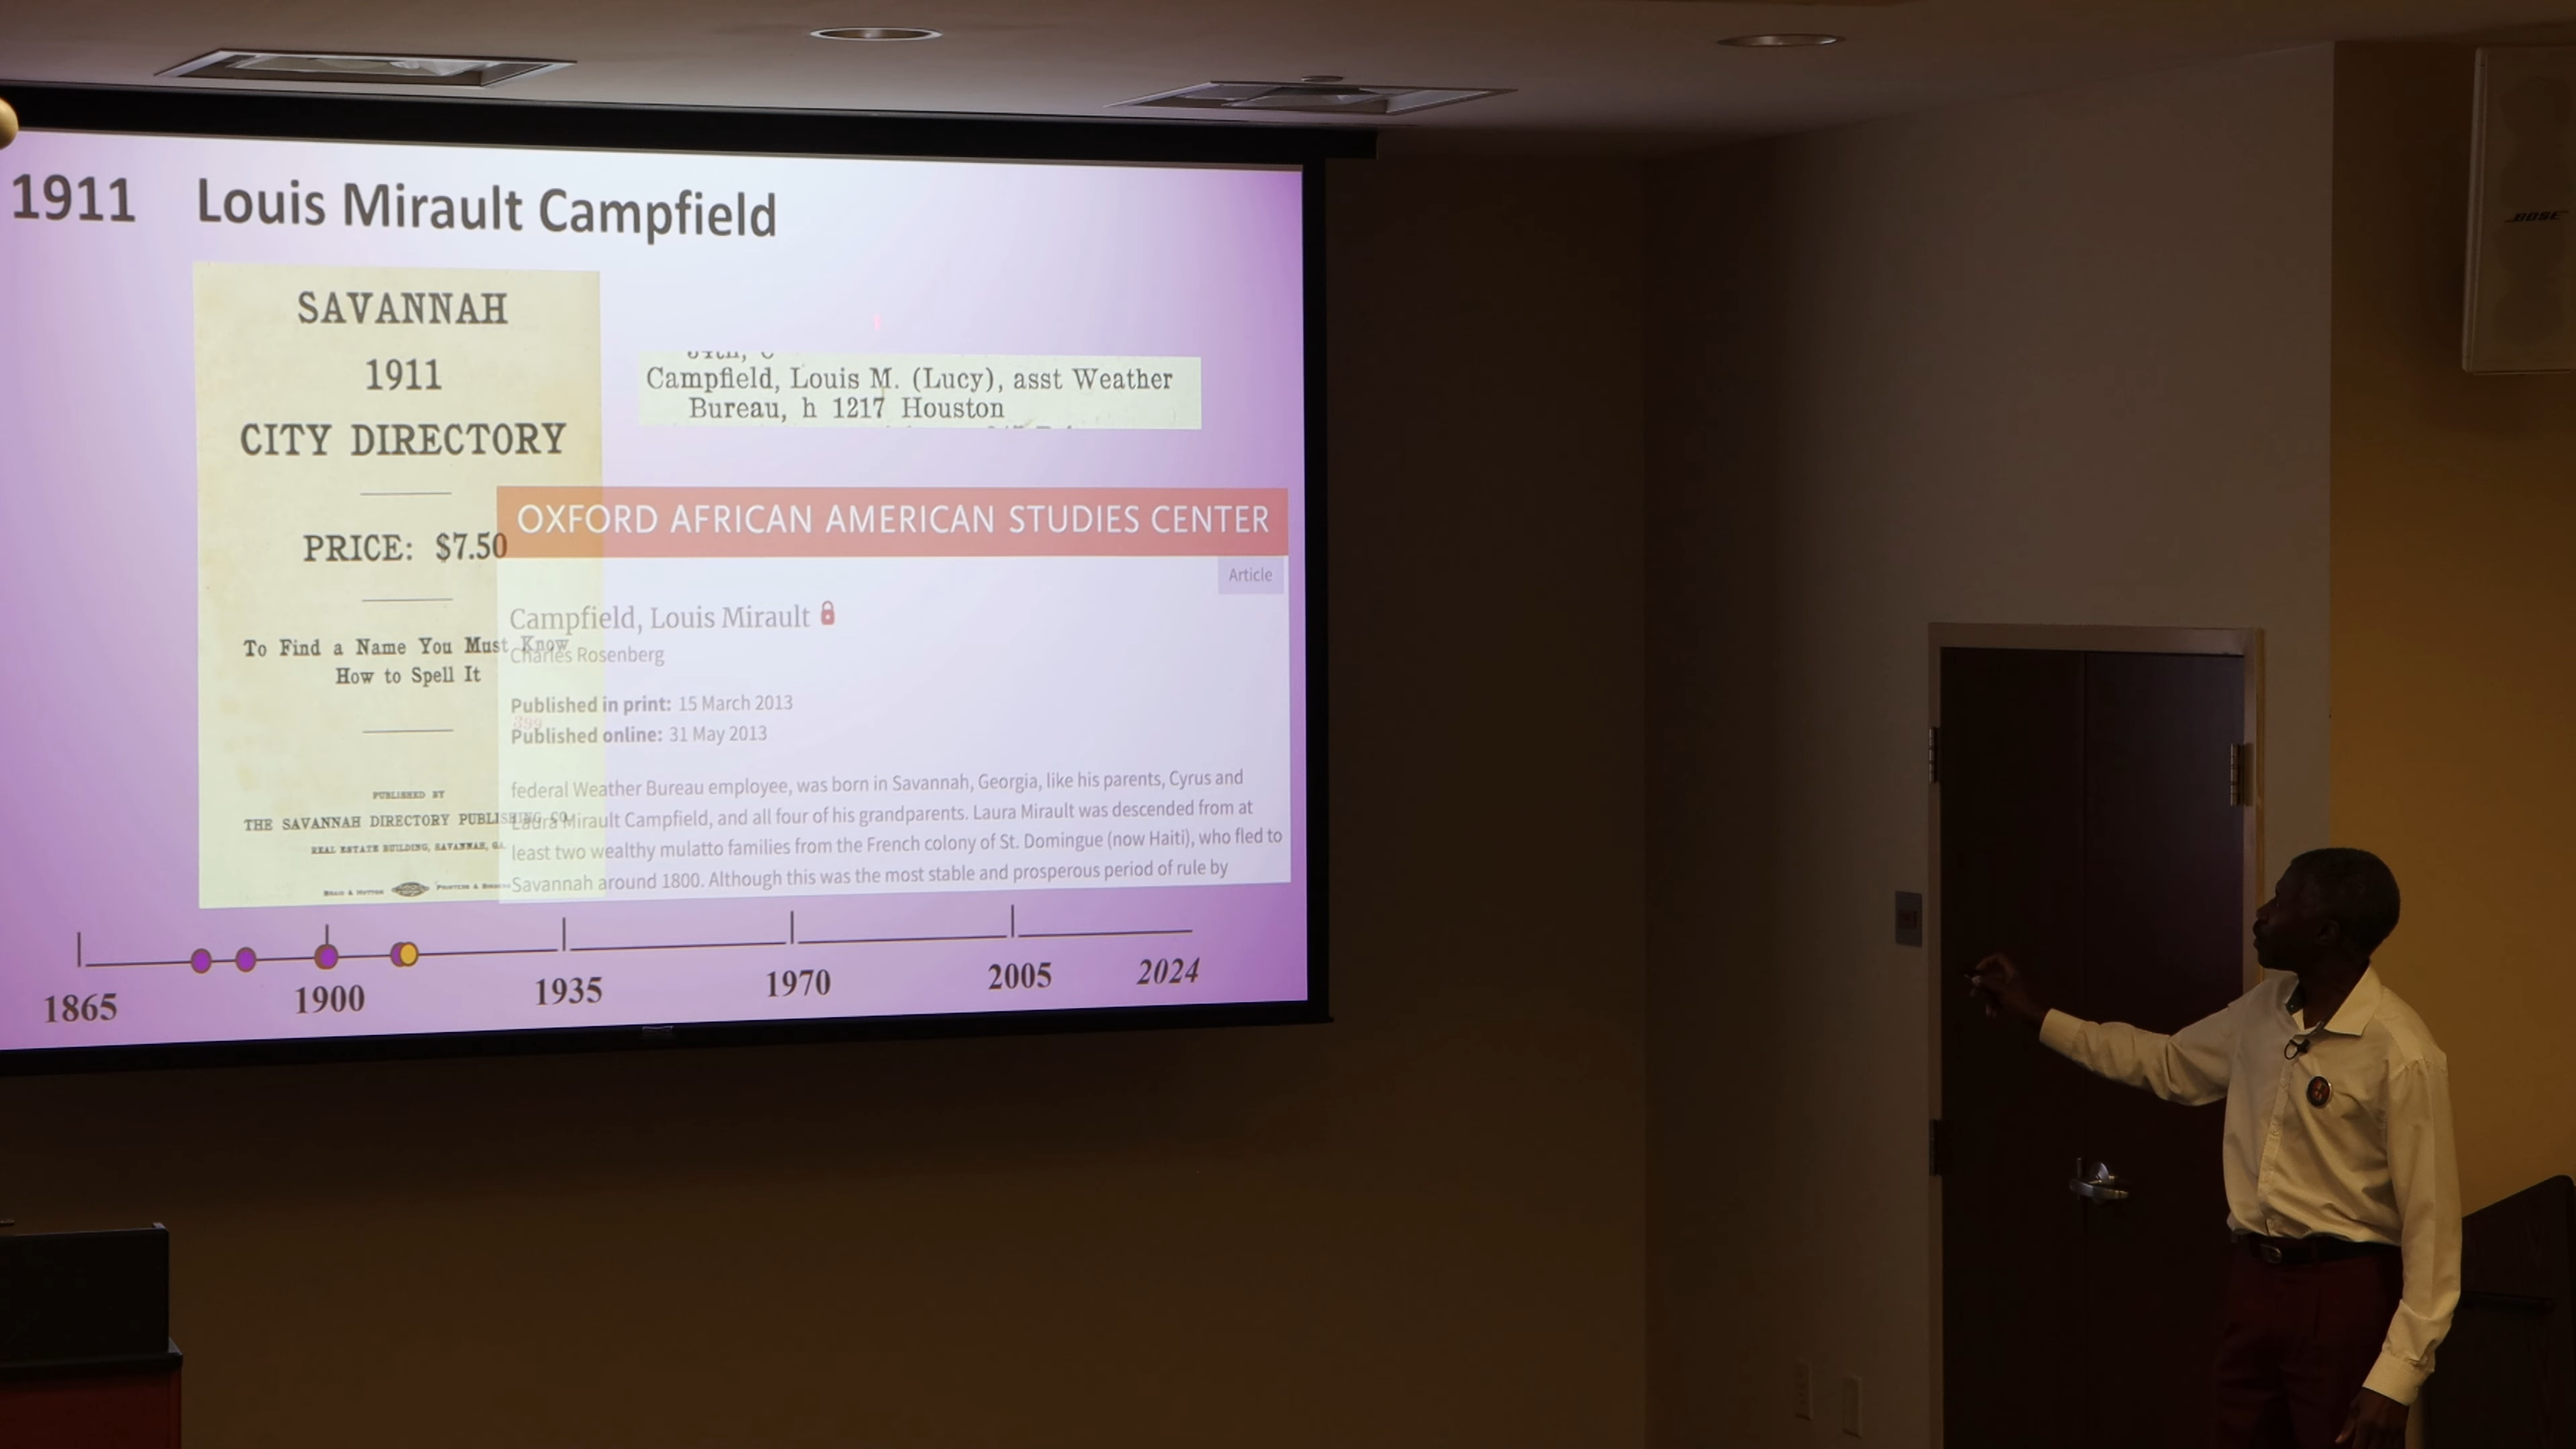 1911 Louis Mirault Campfield
SAVANNAH
1911
CITY DIRECTORY
PRICE: $7.50
To Find a Name You Must Know
How to Spell It
PUBLISHED BY
THE SAVANNAH DIRECTORY PUBLISHING CO.
REAL ESTATE BUILDING, SAVANNAH, GA.
Campfield, Louis M. (Lucy), asst Weather
Bureau, h 1217 Houston
OXFORD AFRICAN AMERICAN STUDIES CENTER
Article
Campfield, Louis Mirault
Charles Rosenberg
Published in print: 15 March 2013
399
Published online: 31 May 2013
federal Weather Bureau employee, was born in Savannah, Georgia, like his parents, Cyrus and
Laura Mirault Campfield, and all four of his grandparents. Laura Mirault was descended from at
least two wealthy mulatto families from the French colony of St. Domingue (now Haiti), who fled to
Savannah around 1800. Although this was the most stable and prosperous period of rule by
1865 1900 1935 1970 2005 2024
BOSE